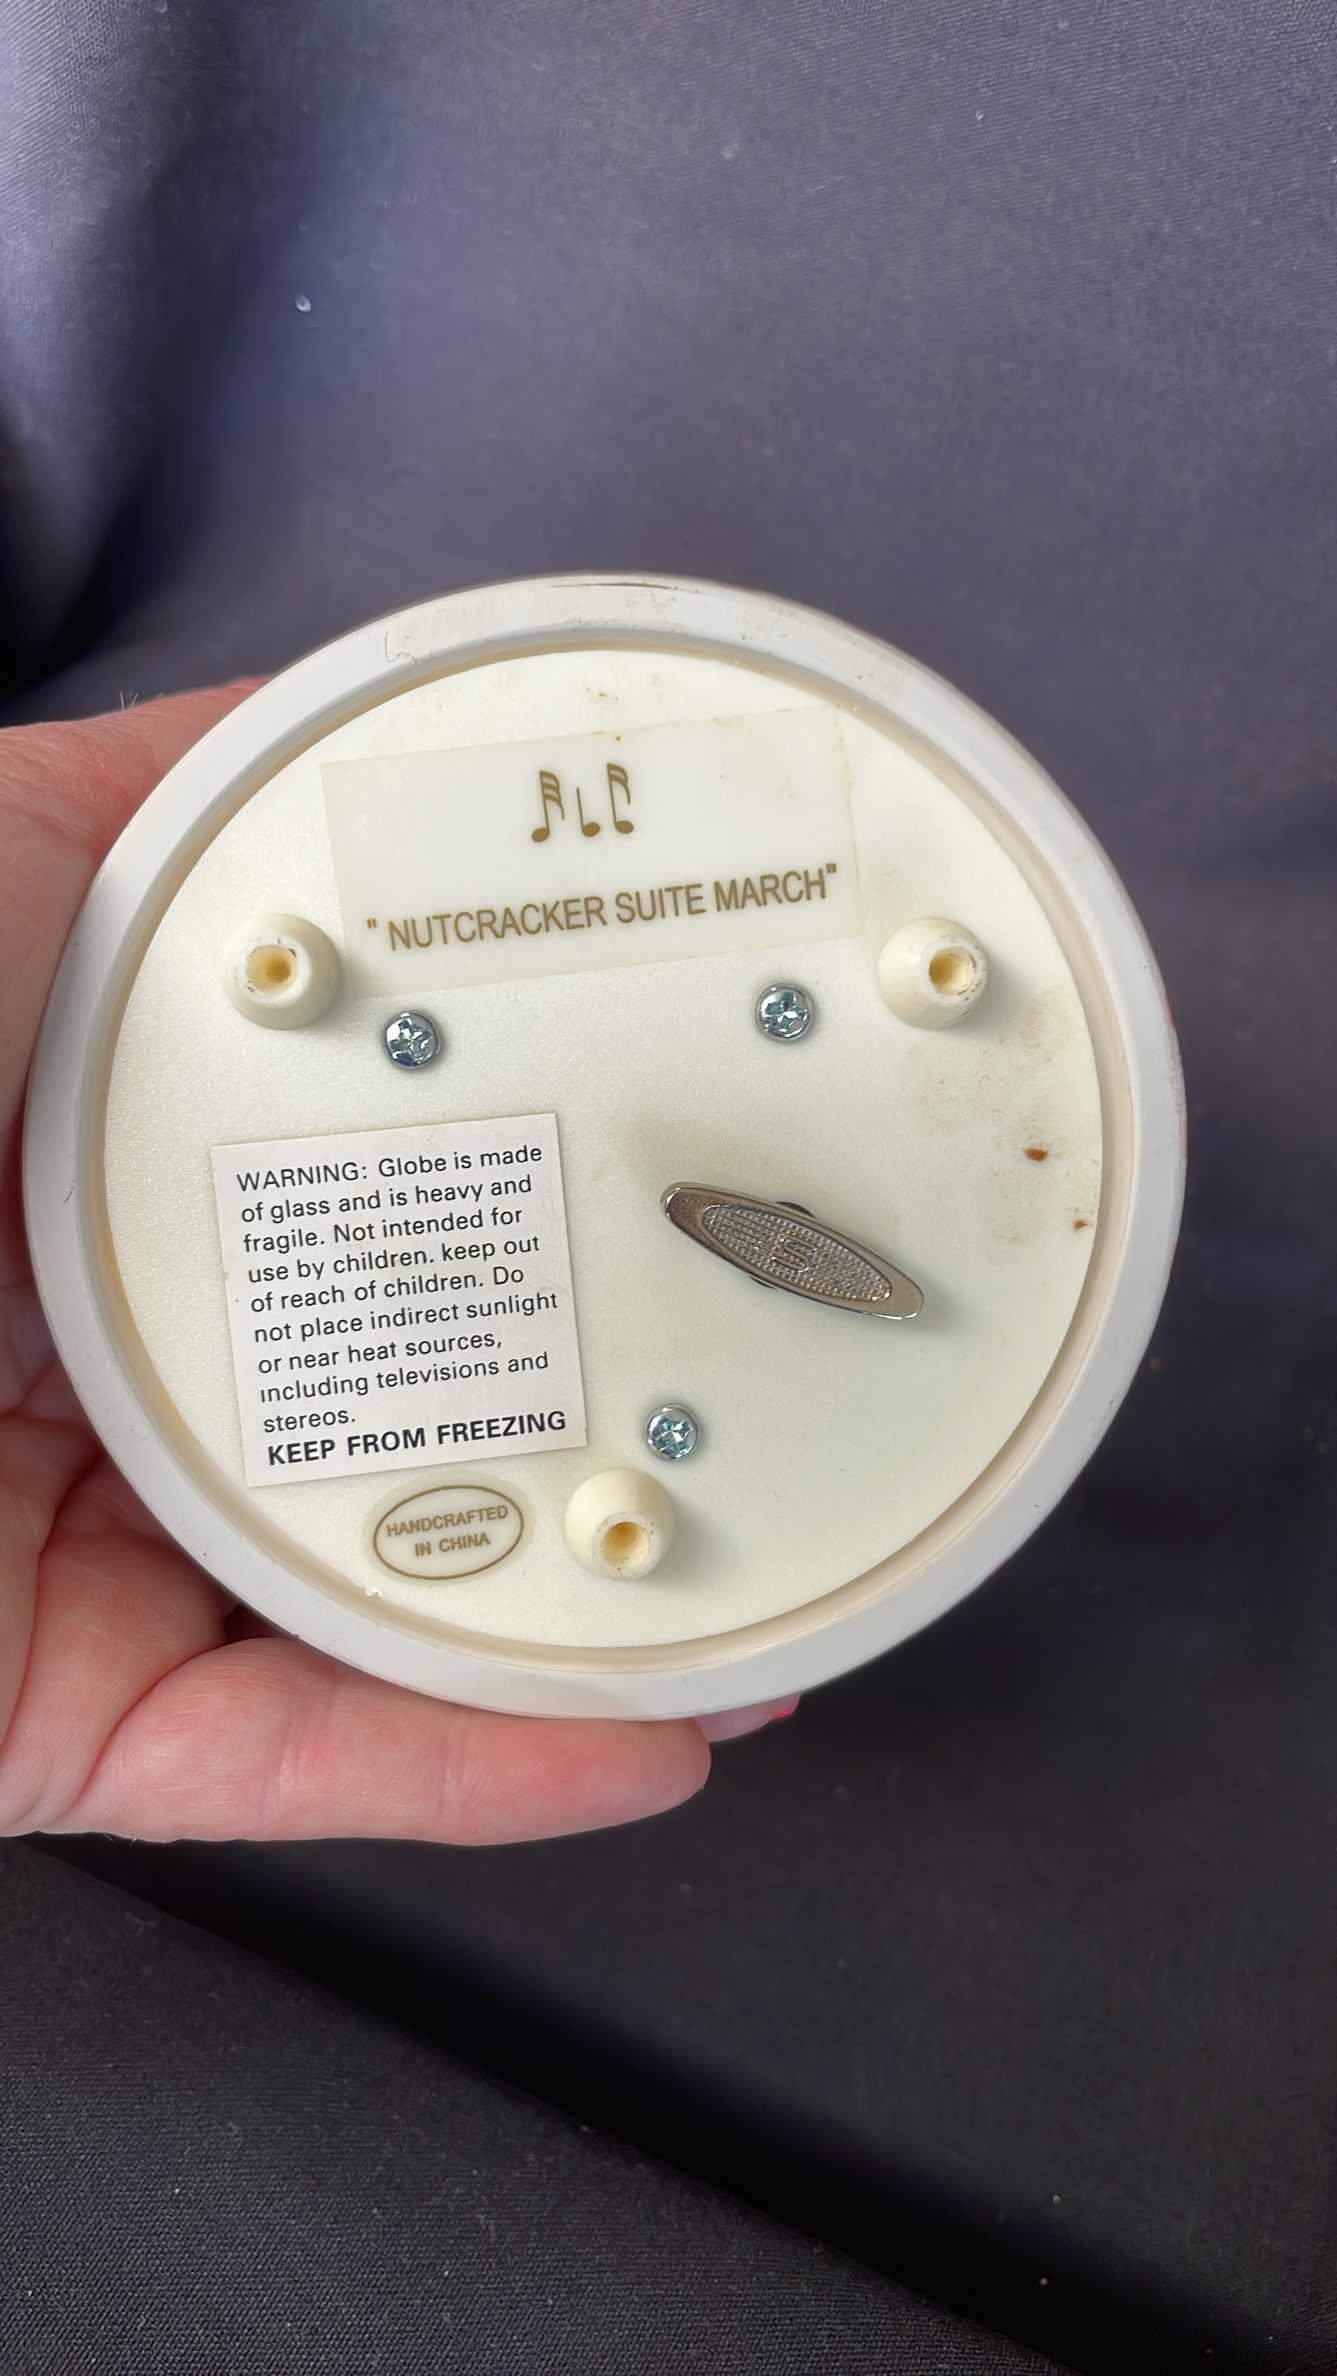 " NUTCRACKER SUITE MARCH"
WARNING: Globe is made
of glass and is heavy and
fragile. Not intended for
use by children. keep out
of reach of children. Do
not place indirect sunlight
or near heat sources,
including televisions and
stereos.
KEEP FROM FREEZING
HANDCRAFTED
IN CHINA
S